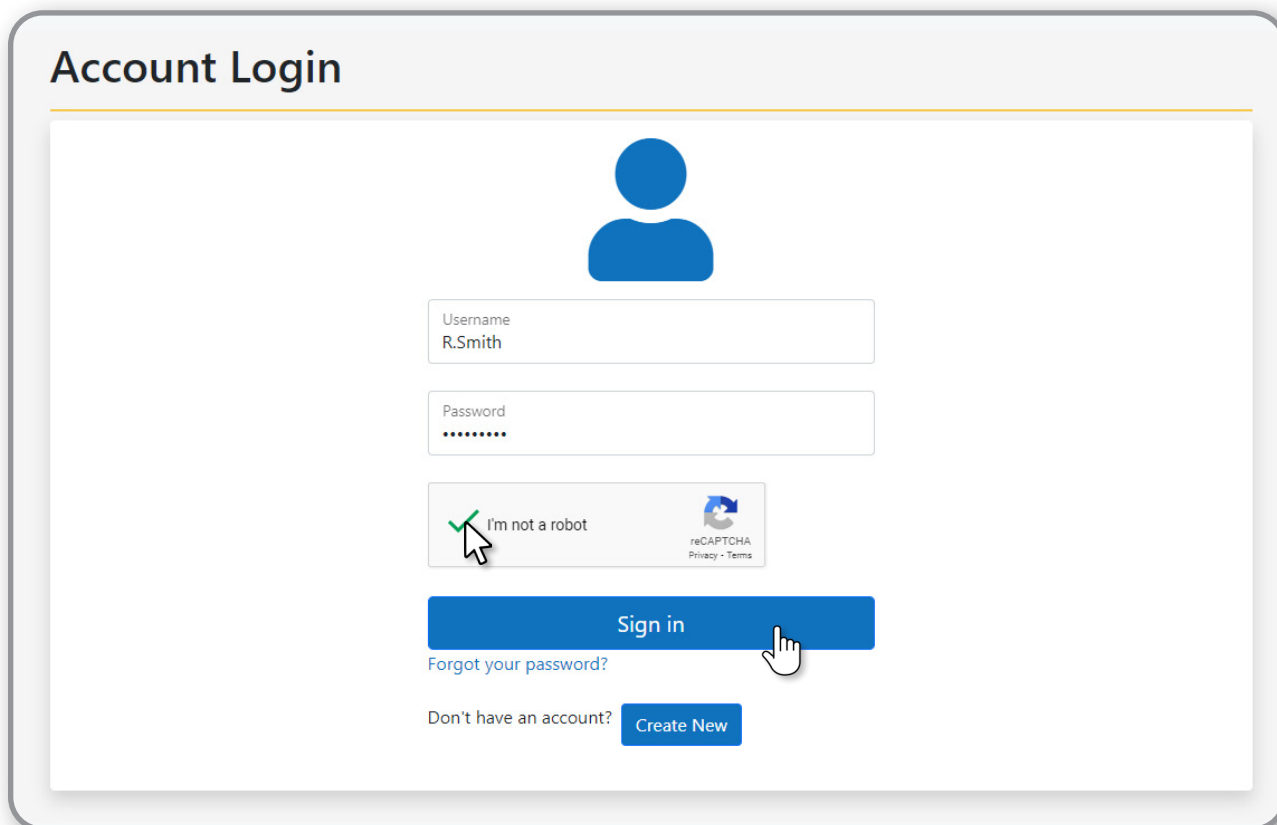 Account Login
Username
R.Smith
Password
•••••••••
I'm not a robot
reCAPTCHA
Privacy - Terms
Sign in
Forgot your password?
Don't have an account?
Create New